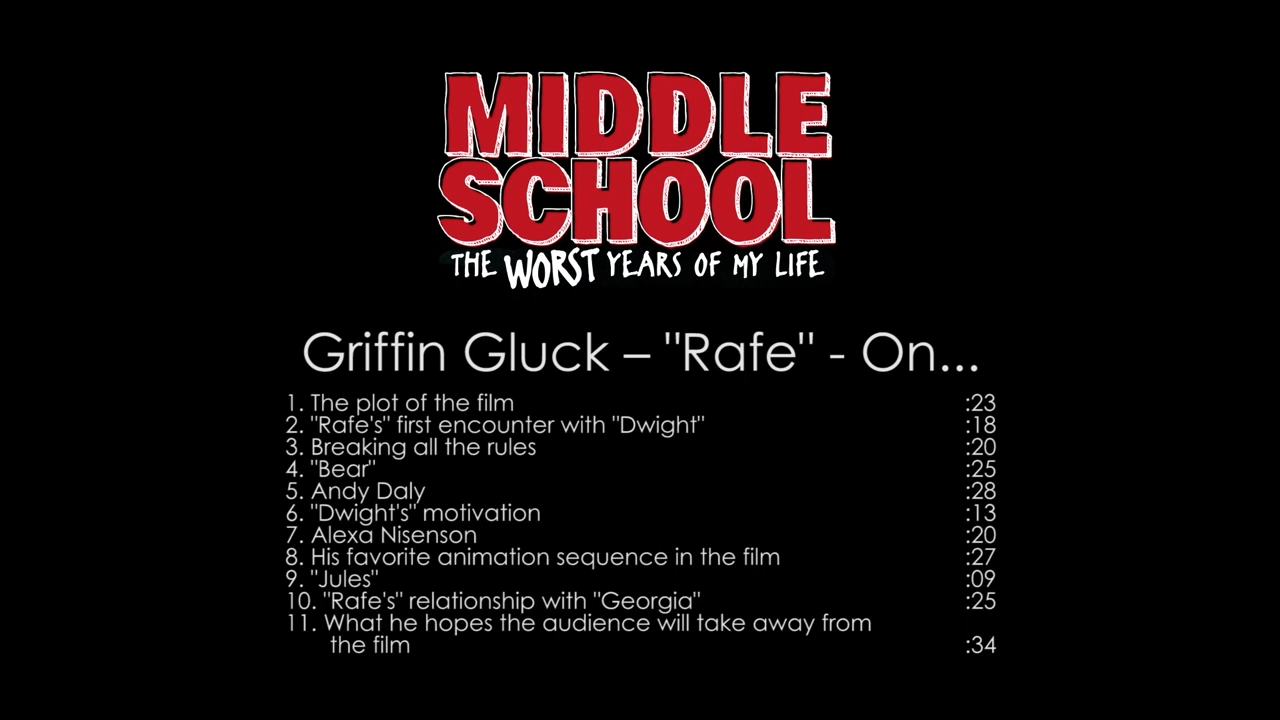 MIDDLE
SCHOOL
THE WORST YEARS OF MY LIFE
Griffin Gluck – "Rafe" - On...
1. The plot of the film :23
2. "Rafe's" first encounter with "Dwight" :18
3. Breaking all the rules :20
4. "Bear" :25
5. Andy Daly :28
6. "Dwight's" motivation :13
7. Alexa Nisenson :20
8. His favorite animation sequence in the film :27
9. "Jules" :09
10. "Rafe's" relationship with "Georgia" :25
11. What he hopes the audience will take away from
the film :34